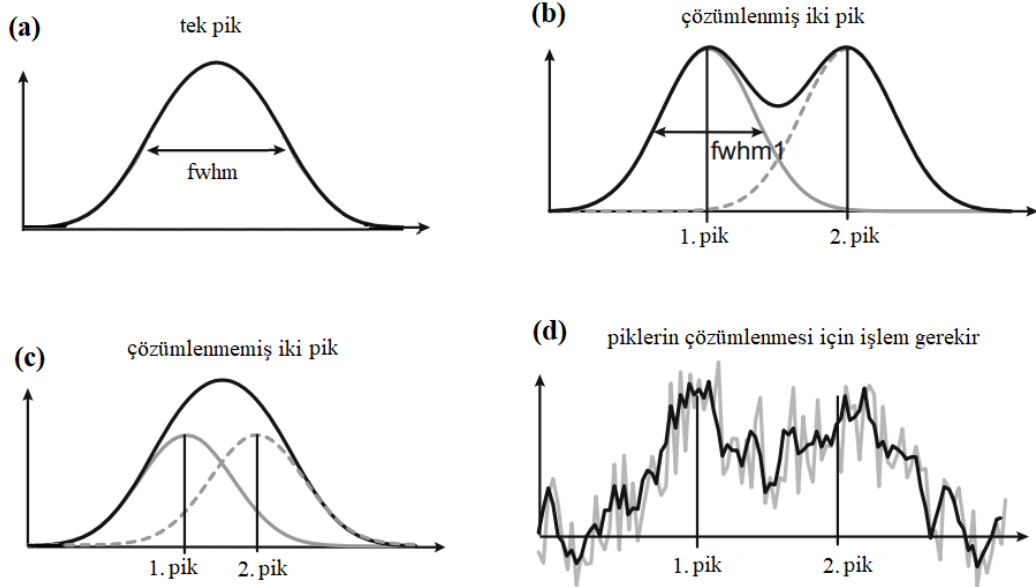 (a)
tek pik
fwhm
(b)
çözümlenmiş iki pik
fwhm1
1. pik
2. pik
(c)
çözümlenmemiş iki pik
1. pik
2. pik
(d)
piklerin çözümlenmesi için işlem gerekir
1. pik
2. pik